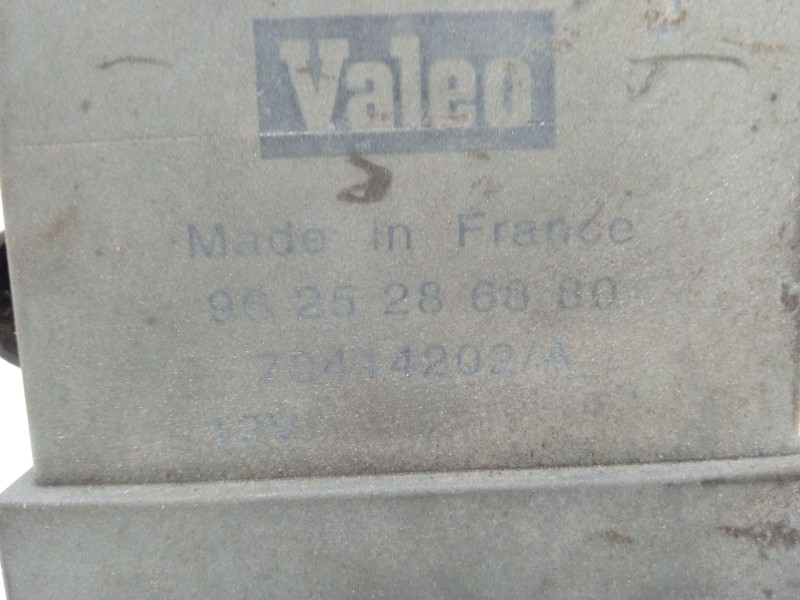 Valeo
Made in France
96 25 28 68 80
73414202/A
12V